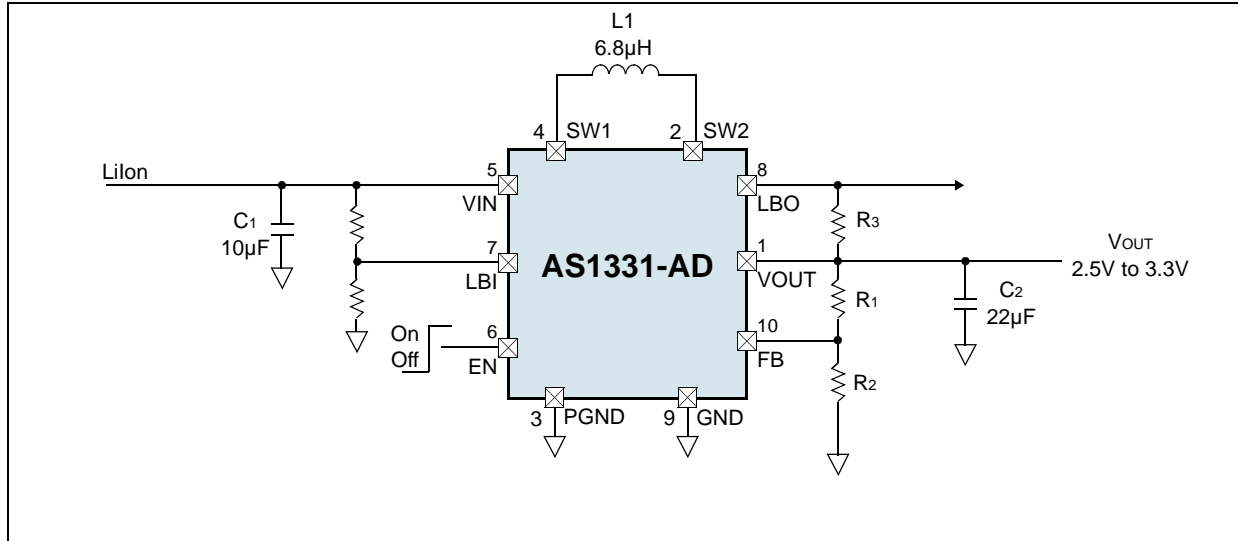 L1
6.8µH
4 SW1
2 SW2
LiIon
5
VIN
8
LBO
C1
10µF
R3
7
LBI
AS1331-AD
1
VOUT
VOUT
2.5V to 3.3V
R1
C2
22µF
On
Off
6
EN
10
FB
R2
3 PGND
9 GND